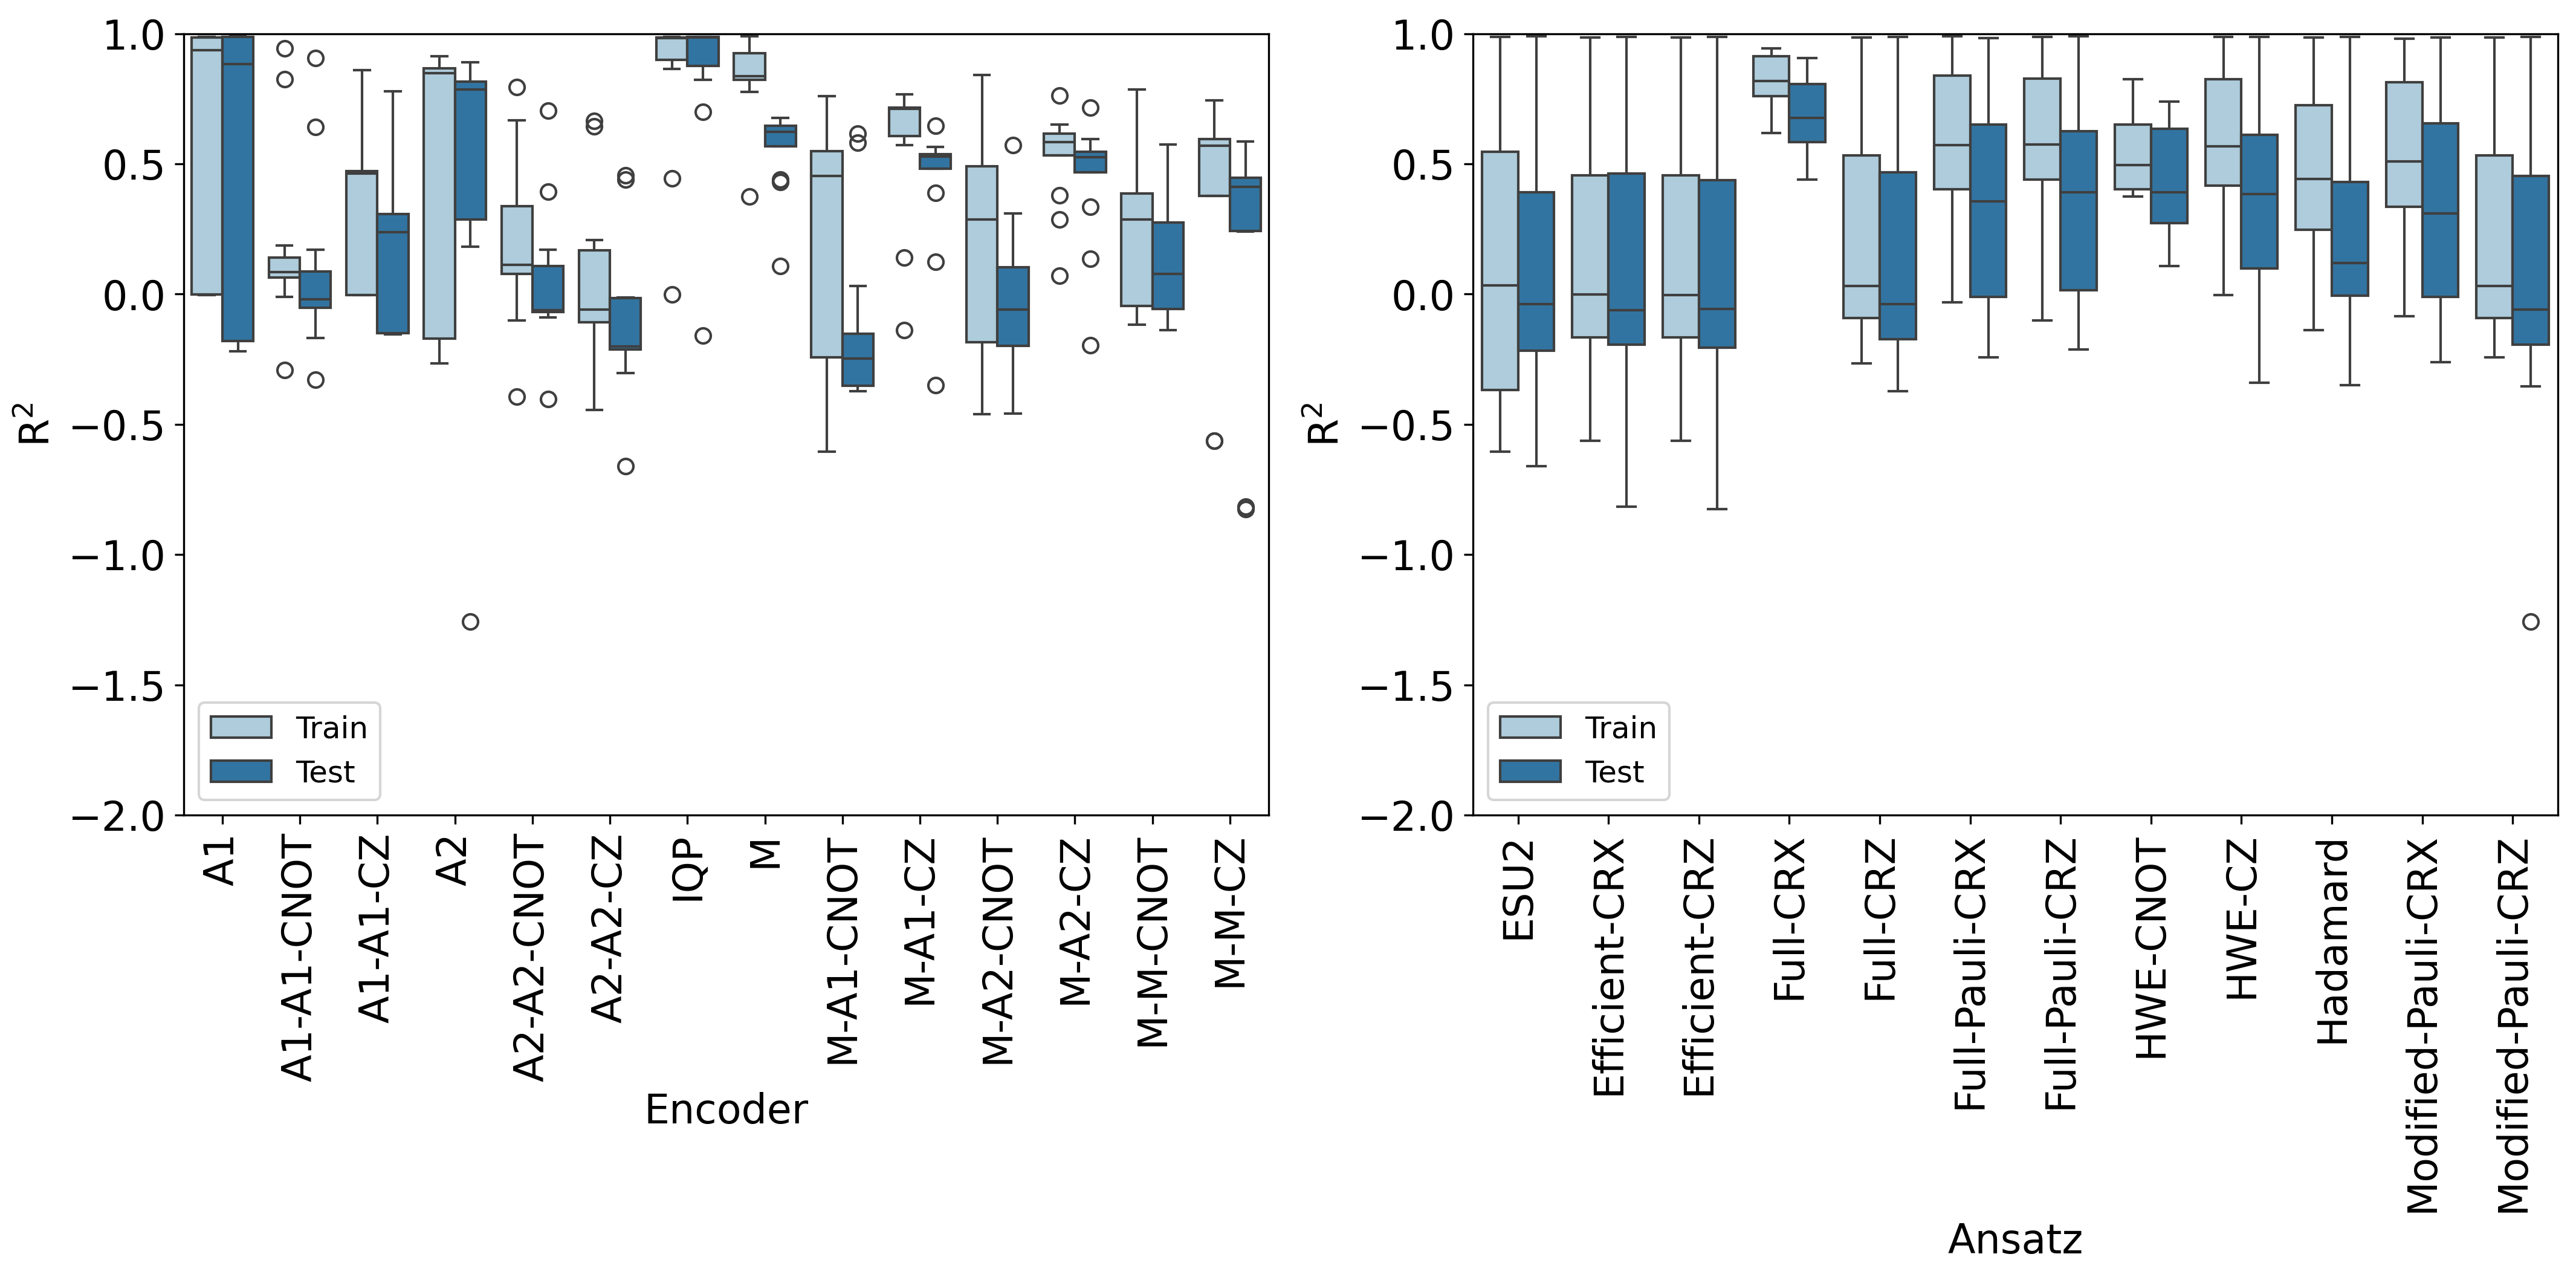 1.0
0.5
0.0
−0.5
−1.0
−1.5
−2.0
R²
Train
Test
A1
A1-A1-CNOT
A1-A1-CZ
A2
A2-A2-CNOT
A2-A2-CZ
IQP
M
M-A1-CNOT
M-A1-CZ
M-A2-CNOT
M-A2-CZ
M-M-CNOT
M-M-CZ
Encoder
1.0
0.5
0.0
−0.5
−1.0
−1.5
−2.0
R²
Train
Test
ESU2
Efficient-CRX
Efficient-CRZ
Full-CRX
Full-CRZ
Full-Pauli-CRX
Full-Pauli-CRZ
HWE-CNOT
HWE-CZ
Hadamard
Modified-Pauli-CRX
Modified-Pauli-CRZ
Ansatz